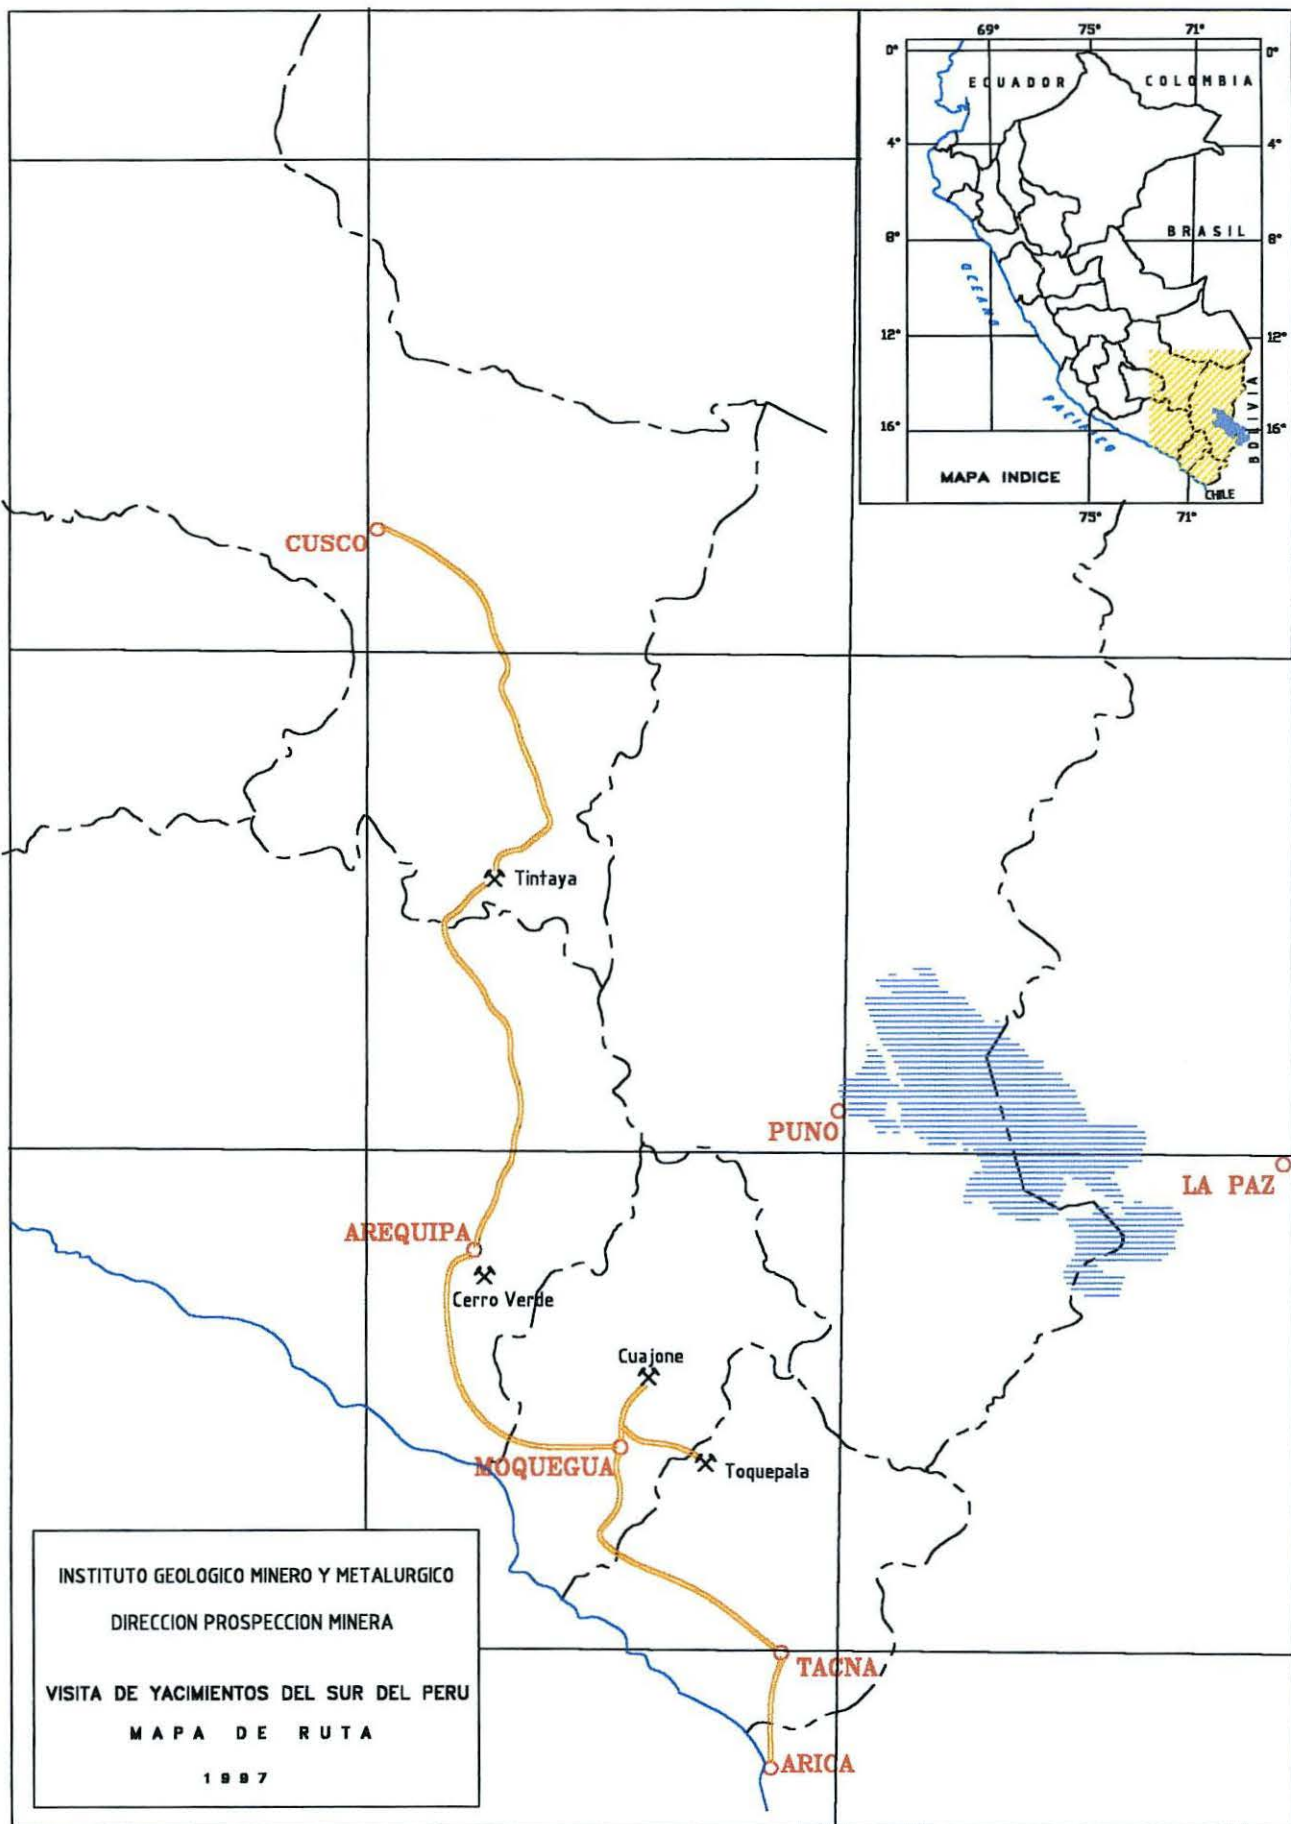 69° 75° 71°
0° 0°
ECUADOR COLOMBIA
4° 4°
BRASIL
8° 8°
OCEANO
12° 12°
PACIFICO
BOLIVIA
16° 16°
MAPA INDICE
CHILE
75° 71°
CUSCO
Tintaya
PUNO
LA PAZ
AREQUIPA
Cerro Verde
Cuajone
MOQUEGUA
Toquepala
TACNA
ARICA
INSTITUTO GEOLOGICO MINERO Y METALURGICO
DIRECCION PROSPECCION MINERA
VISITA DE YACIMIENTOS DEL SUR DEL PERU
MAPA DE RUTA
1997